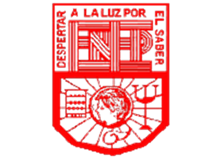 DESPERTAR A LA LUZ POR EL SABER
ENP